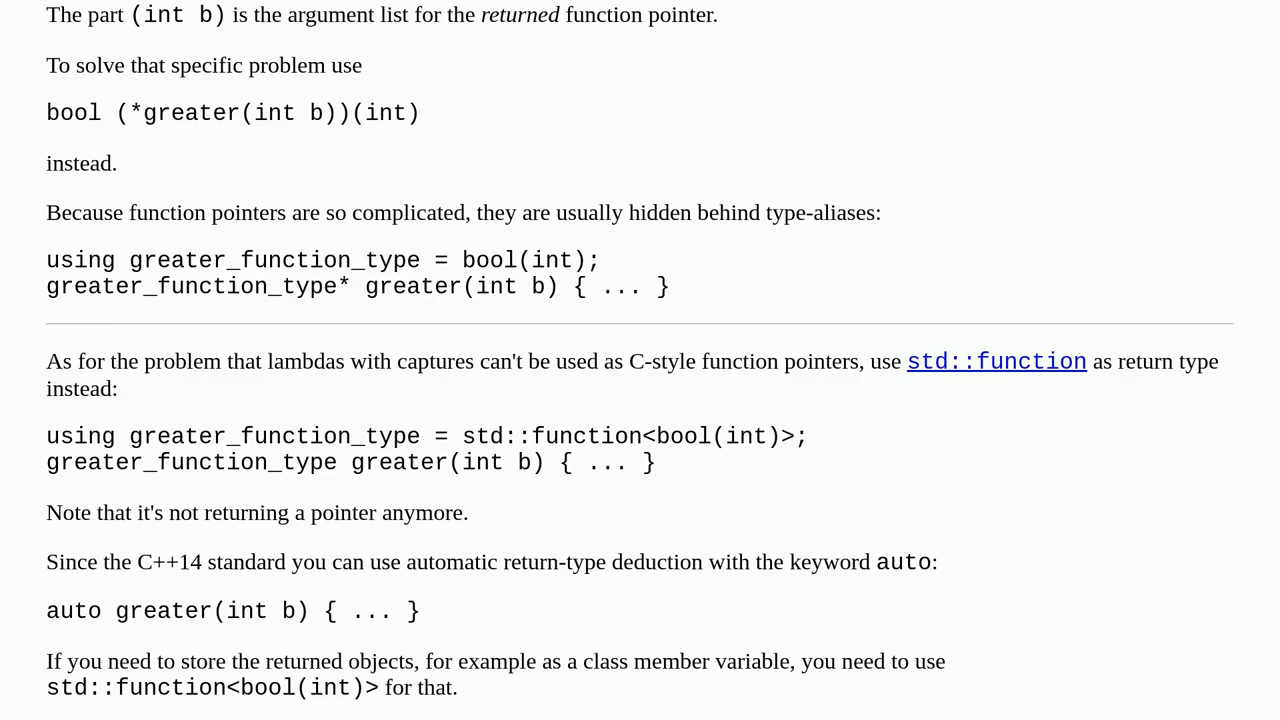 The part (int b) is the argument list for the returned function pointer.
To solve that specific problem use
bool (*greater(int b))(int)
instead.
Because function pointers are so complicated, they are usually hidden behind type-aliases:
using greater_function_type = bool(int);
greater_function_type* greater(int b) { ... }
As for the problem that lambdas with captures can't be used as C-style function pointers, use std::function as return type
instead:
using greater_function_type = std::function<bool(int)>;
greater_function_type greater(int b) { ... }
Note that it's not returning a pointer anymore.
Since the C++14 standard you can use automatic return-type deduction with the keyword auto:
auto greater(int b) { ... }
If you need to store the returned objects, for example as a class member variable, you need to use
std::function<bool(int)> for that.